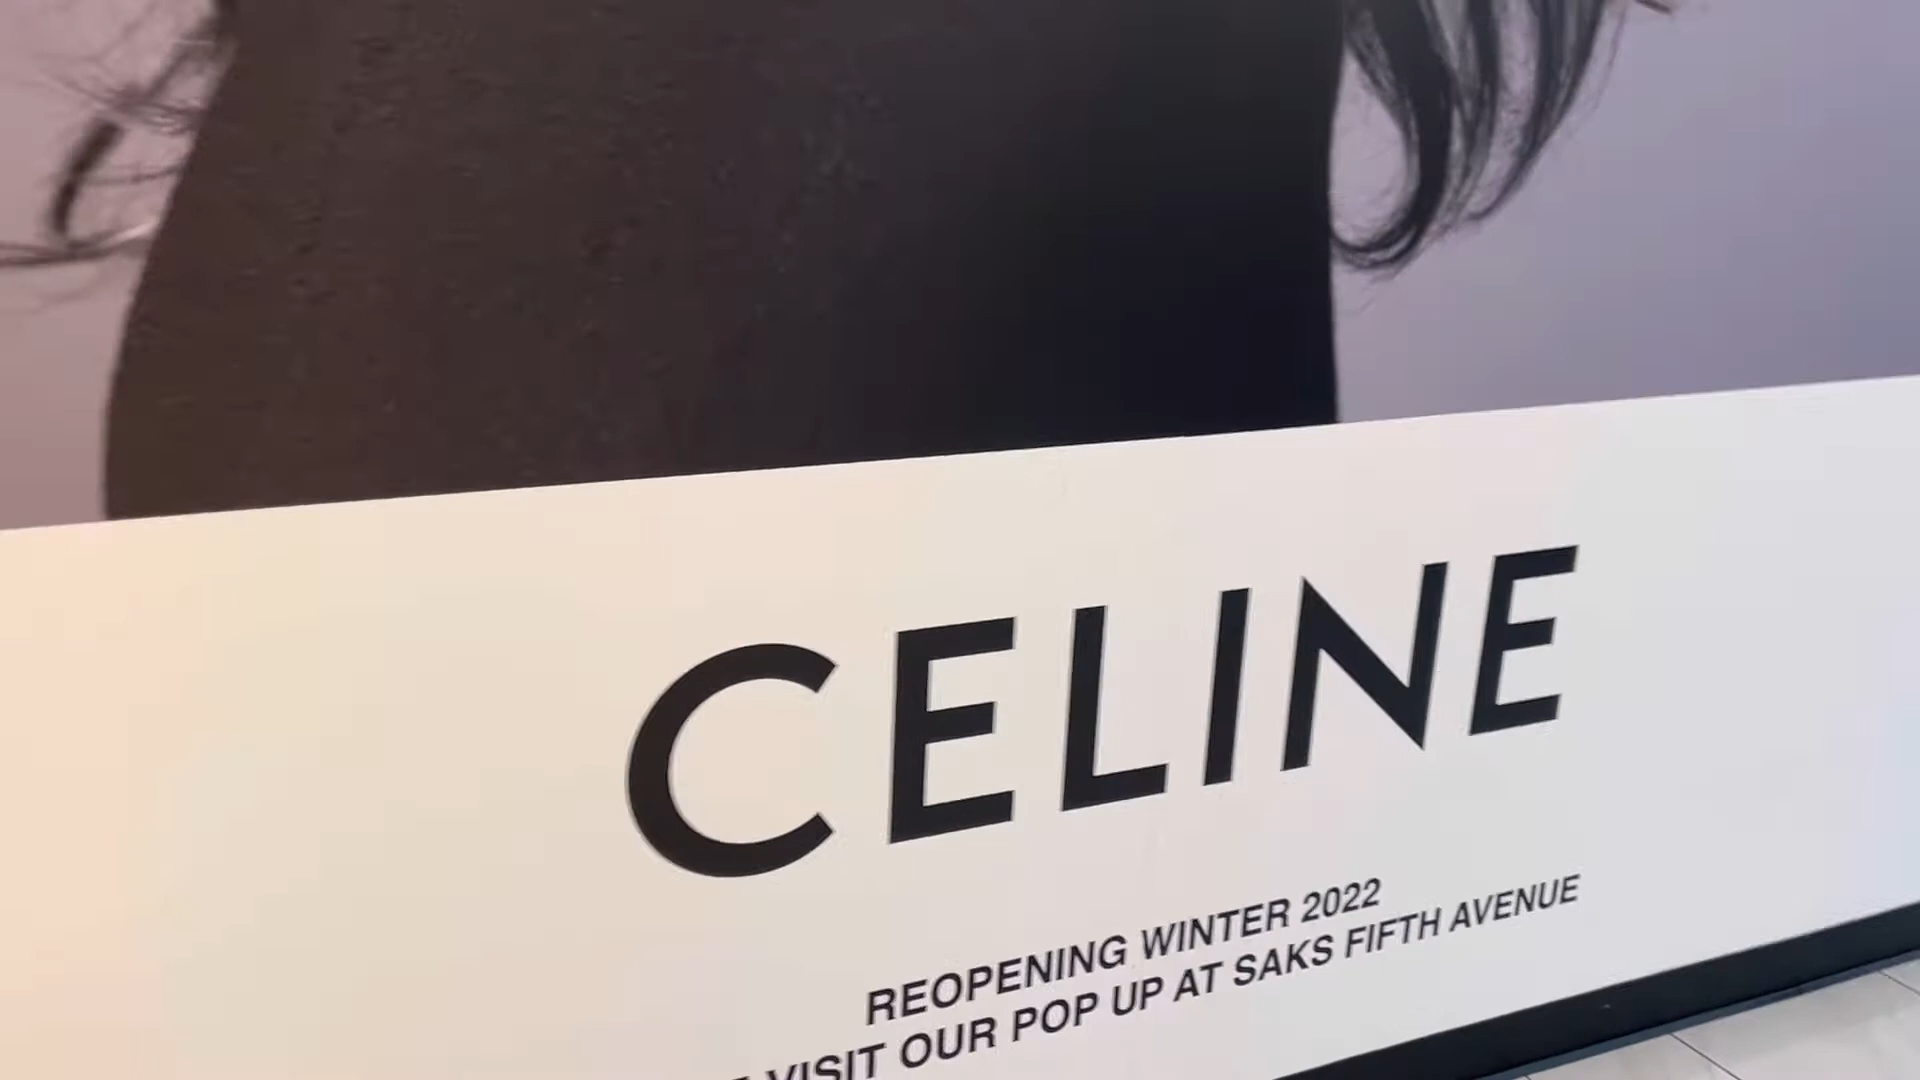 CELINE
REOPENING WINTER 2022
VISIT OUR POP UP AT SAKS FIFTH AVENUE